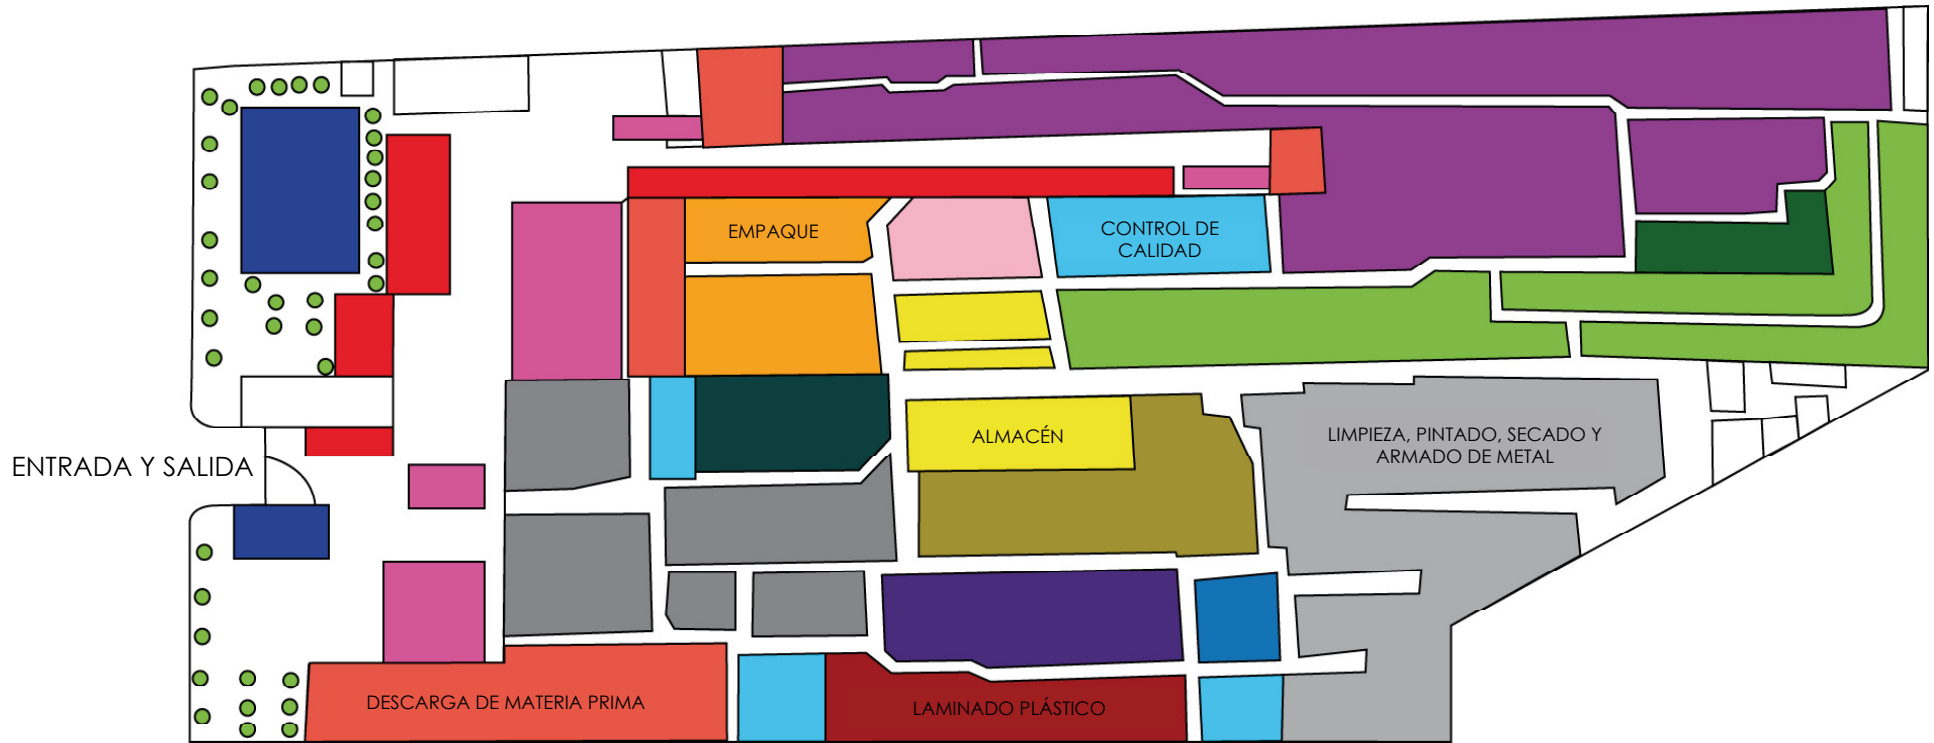 EMPAQUE
CONTROL DE
CALIDAD
ALMACÉN
LIMPIEZA, PINTADO, SECADO Y
ARMADO DE METAL
ENTRADA Y SALIDA
DESCARGA DE MATERIA PRIMA
LAMINADO PLÁSTICO